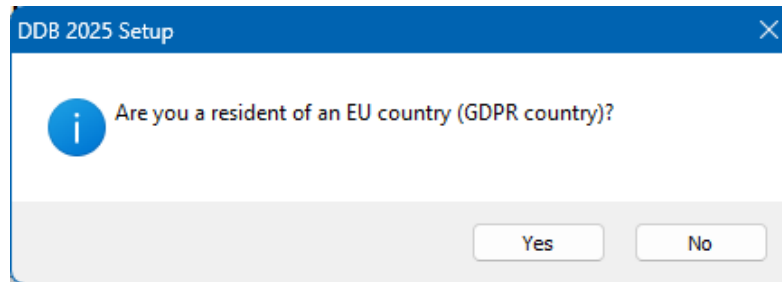 DDB 2025 Setup
Are you a resident of an EU country (GDPR country)?
Yes No